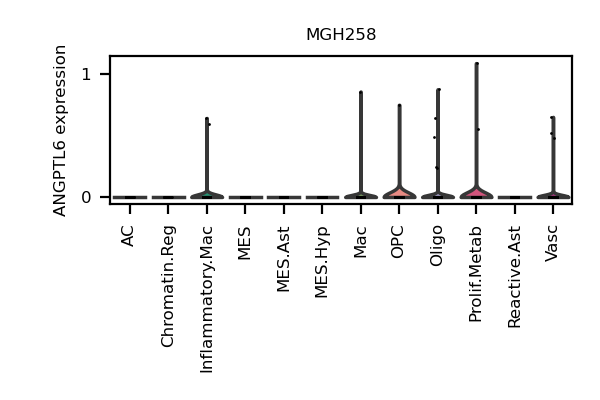 MGH258
ANGPTL6 expression
1
0
AC
Chromatin.Reg
Inflammatory.Mac
MES
MES.Ast
MES.Hyp
Mac
OPC
Oligo
Prolif.Metab
Reactive.Ast
Vasc